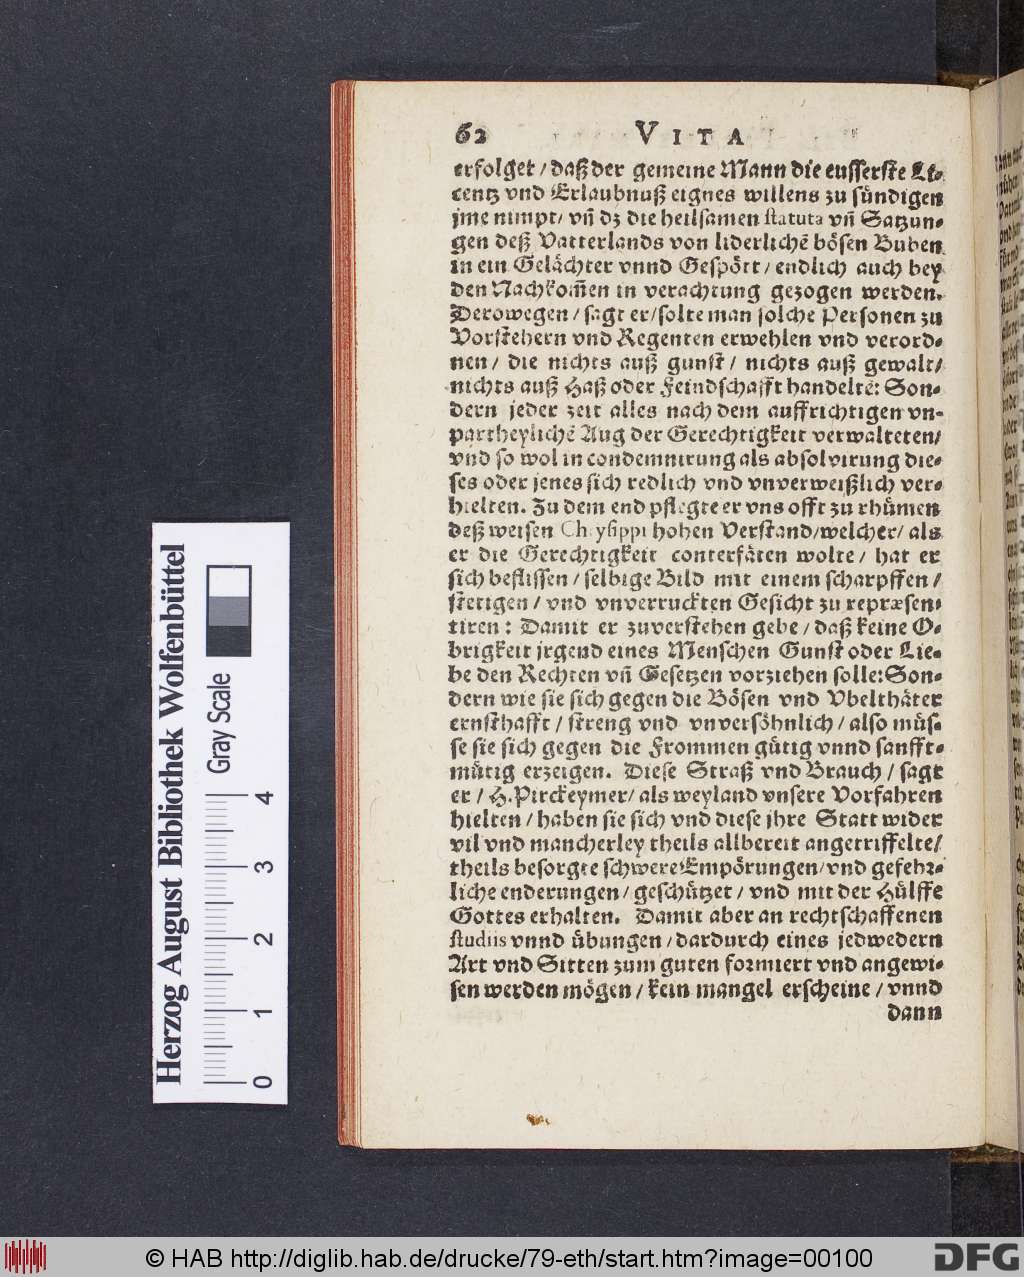 62 VITA
erfolget / daß der gemeine Mann die eusserste Li-
centz vnd Erlaubnuß eignes willens zu sündigen
jme nimpt / vñ dz die heilsamen statuta vñ Satzun-
gen deß Vatterlands von liderlichẽ bösen Buben
in ein Gelächter vnnd Gespött / endlich auch bey
den Nachkom̃en in verachtung gezogen werden.
Derowegen / sagt er / solte man solche Personen zu
Vorstehern vnd Regenten erwehlen vnd verord-
nen / die nichts auß gunst / nichts auß gewalt /
nichts auß Haß oder Feindschafft handeltẽ: Son-
dern jeder zeit alles nach dem auffrichtigen vn-
partheylichẽ Aug der Gerechtigkeit verwalteten /
vnd so wol in condemnirung als absolvirung die-
ses oder jenes sich redlich vnd vnverweißlich ver-
hielten. Zu dem end pflegte er vns offt zu rhümen
deß weisen Chrysippi hohen Verstand / welcher / als
er die Gerechtigkeit conterfäten wolte / hat er
sich beflissen / selbige Bild mit einem scharpffen /
stetigen / vnd vnverruckten Gesicht zu repræsen-
tiren: Damit er zuverstehen gebe / daß keine O-
brigkeit jrgend eines Menschen Gunst oder Lie-
be den Rechten vñ Gesetzen vorziehen solle: Son-
dern wie sie sich gegen die Bösen vnd Vbelthäter
ernsthafft / streng vnd vnversöhnlich / also müs-
se sie sich gegen die Frommen gütig vnnd sanfft-
mütig erzeigen. Diese Straß vnd Brauch / sagt
er / H. Pirckeymer / als weyland vnsere Vorfahren
hielten / haben sie sich vnd diese jhre Statt wider
vil vnd mancherley theils allbereit angetriffelte /
theils besorgte schwere Empörungen / vnd gefehr-
liche enderungen / geschützet / vnd mit der Hülffe
Gottes erhalten. Damit aber an rechtschaffenen
studiis vnnd übungen / dardurch eines jedwedern
Art vnd Sitten zum guten formiert vnd angewi-
sen werden mögen / kein mangel erscheine / vnnd
dann
Herzog August Bibliothek Wolfenbüttel
Gray Scale
0 1 2 3 4
© HAB http://diglib.hab.de/drucke/79-eth/start.htm?image=00100
DFG